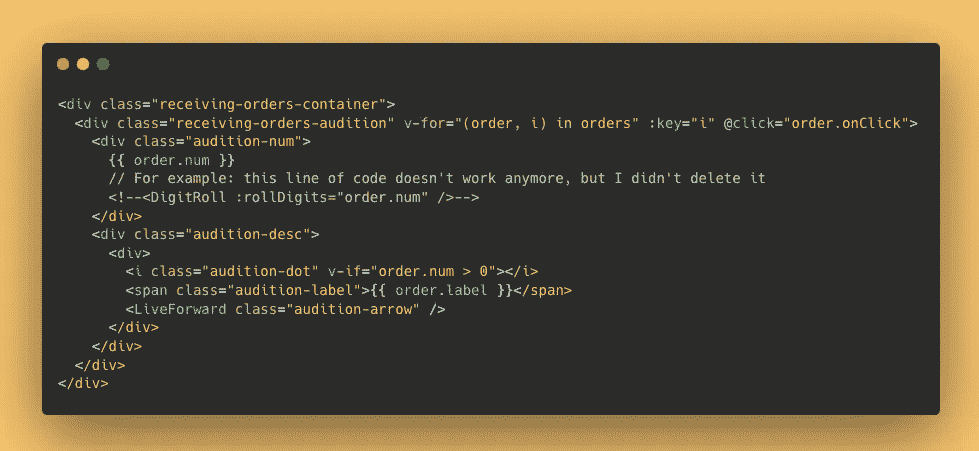 <div class="receiving-orders-container">
  <div class="receiving-orders-audition" v-for="(order, i) in orders" :key="i" @click="order.onClick">
    <div class="audition-num">
      {{ order.num }}
      // For example: this line of code doesn't work anymore, but I didn't delete it
      <!--<DigitRoll :rollDigits="order.num" />-->
    </div>
    <div class="audition-desc">
      <div>
        <i class="audition-dot" v-if="order.num > 0"></i>
        <span class="audition-label">{{ order.label }}</span>
        <LiveForward class="audition-arrow" />
      </div>
    </div>
  </div>
</div>